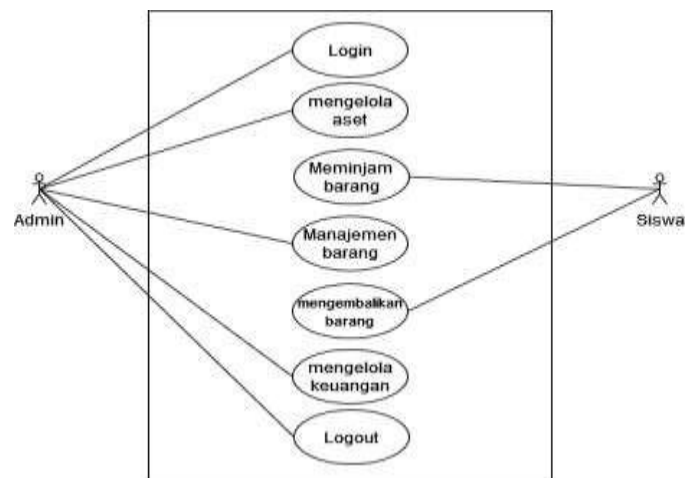 Login
mengelola
aset
Meminjam
barang
Admin
Siswa
Manajemen
barang
mengembalikan
barang
mengelola
keuangan
Logout